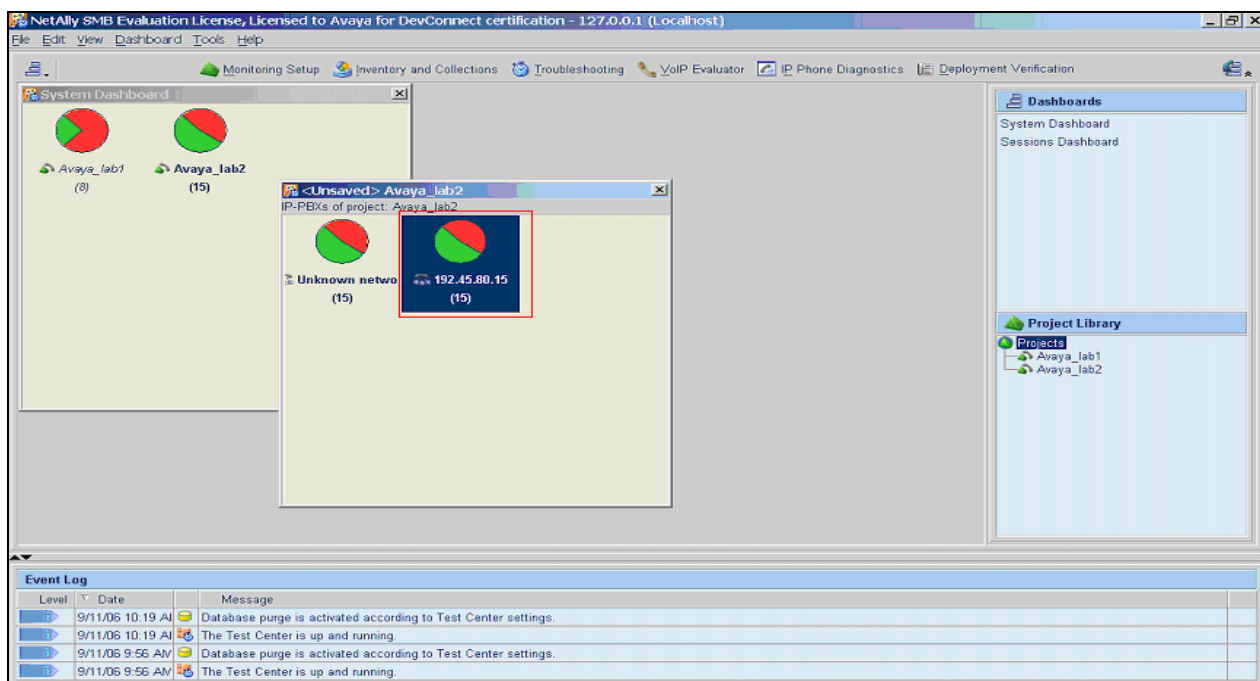 NetAlly SMB Evaluation License, Licensed to Avaya for DevConnect certification - 127.0.0.1 (Localhost)
File Edit View Dashboard Tools Help
Monitoring Setup Inventory and Collections Troubleshooting VoIP Evaluator IP Phone Diagnostics Deployment Verification
System Dashboard
Avaya_lab1 Avaya_lab2
(8) (15)
<Unsaved> Avaya_lab2
IP-PBXs of project: Avaya_lab2
Unknown netwo 192.45.80.15
(15) (15)
Dashboards
System Dashboard
Sessions Dashboard
Project Library
Projects
Avaya_lab1
Avaya_lab2
Event Log
Level Date Message
9/11/06 10:19 AM Database purge is activated according to Test Center settings.
9/11/06 10:19 AM The Test Center is up and running.
9/11/06 9:56 AM Database purge is activated according to Test Center settings.
9/11/06 9:56 AM The Test Center is up and running.